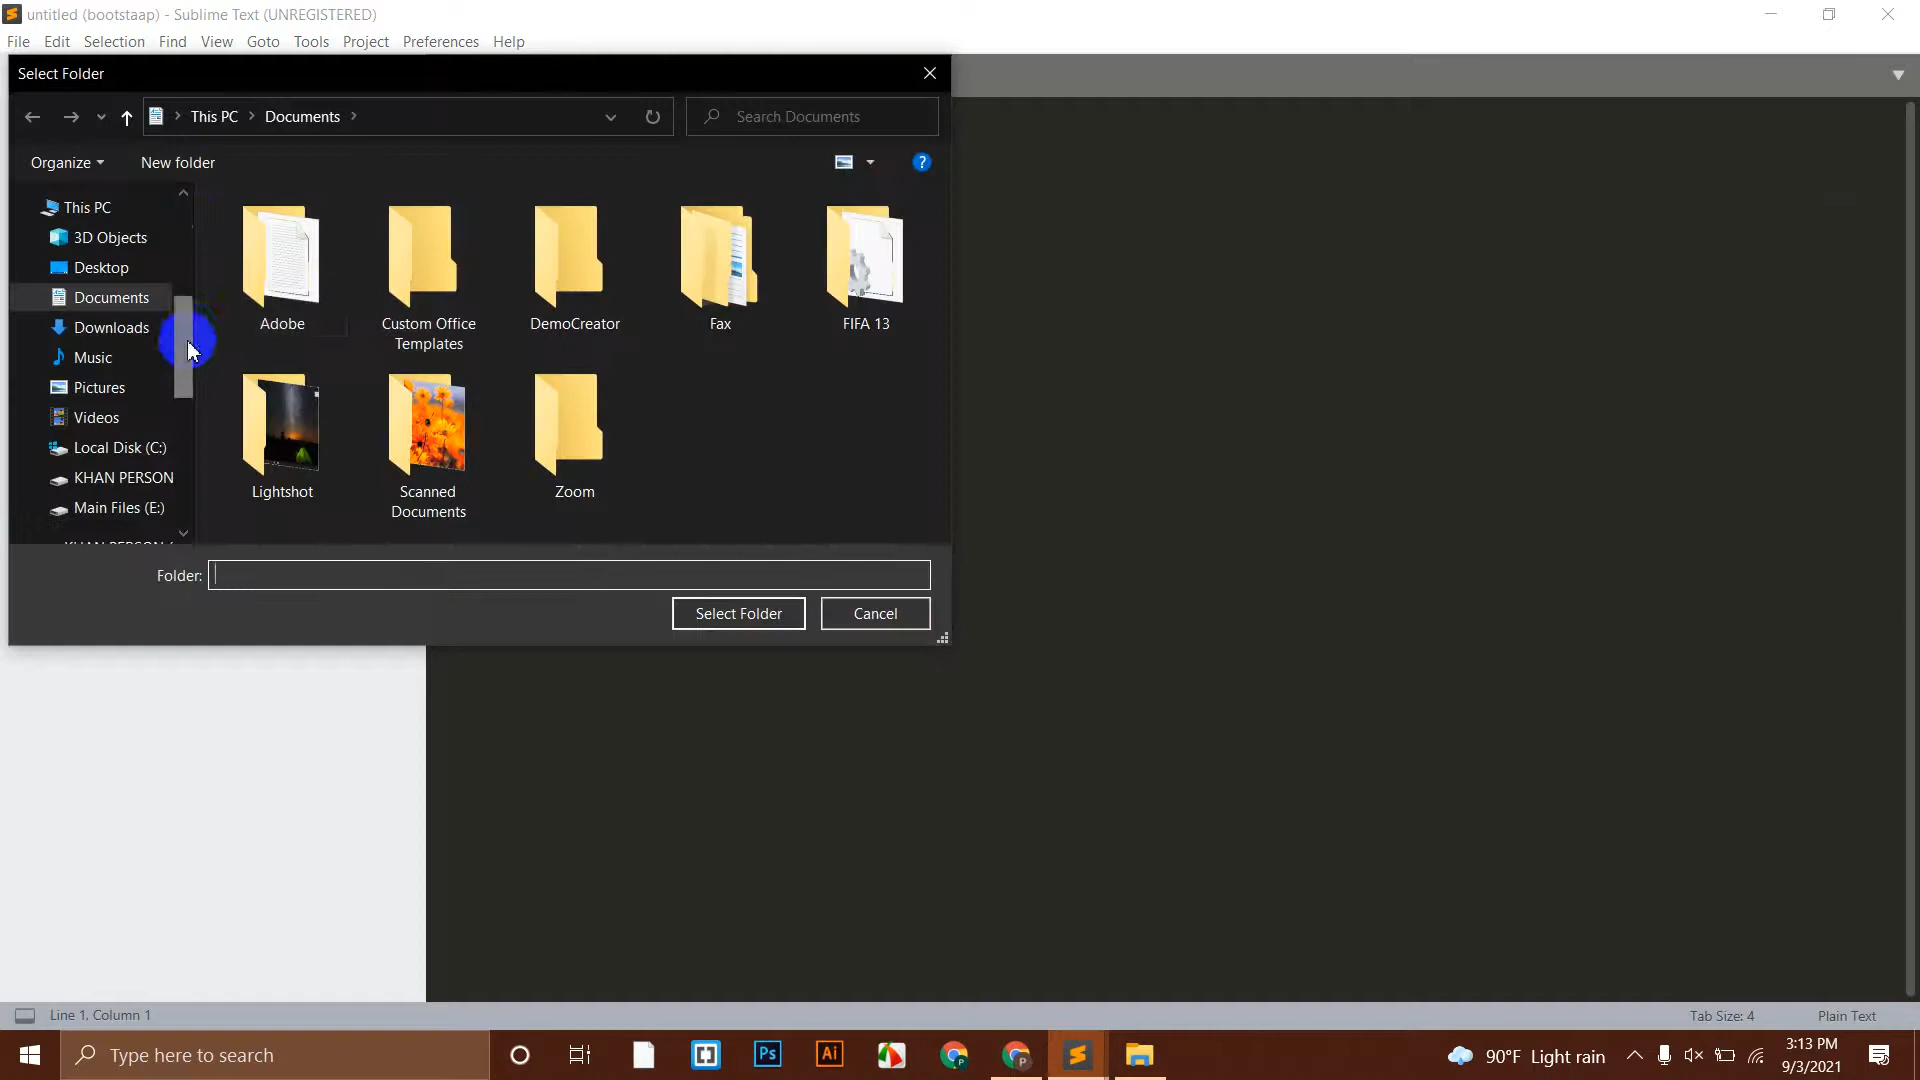 untitled (bootstaap) - Sublime Text (UNREGISTERED)
File Edit Selection Find View Goto Tools Project Preferences Help
Select Folder
This PC Documents
Search Documents
Organize New folder
This PC
3D Objects
Desktop
Documents
Downloads
Music
Pictures
Videos
Local Disk (C:)
KHAN PERSON
Main Files (E:)
KHAN PERSON
Adobe
Custom Office
Templates
DemoCreator
Fax
FIFA 13
Lightshot
Scanned
Documents
Zoom
Folder:
Select Folder
Cancel
Line 1, Column 1
Tab Size: 4
Plain Text
Type here to search
Ps
Ai
90°F Light rain
3:13 PM
9/3/2021